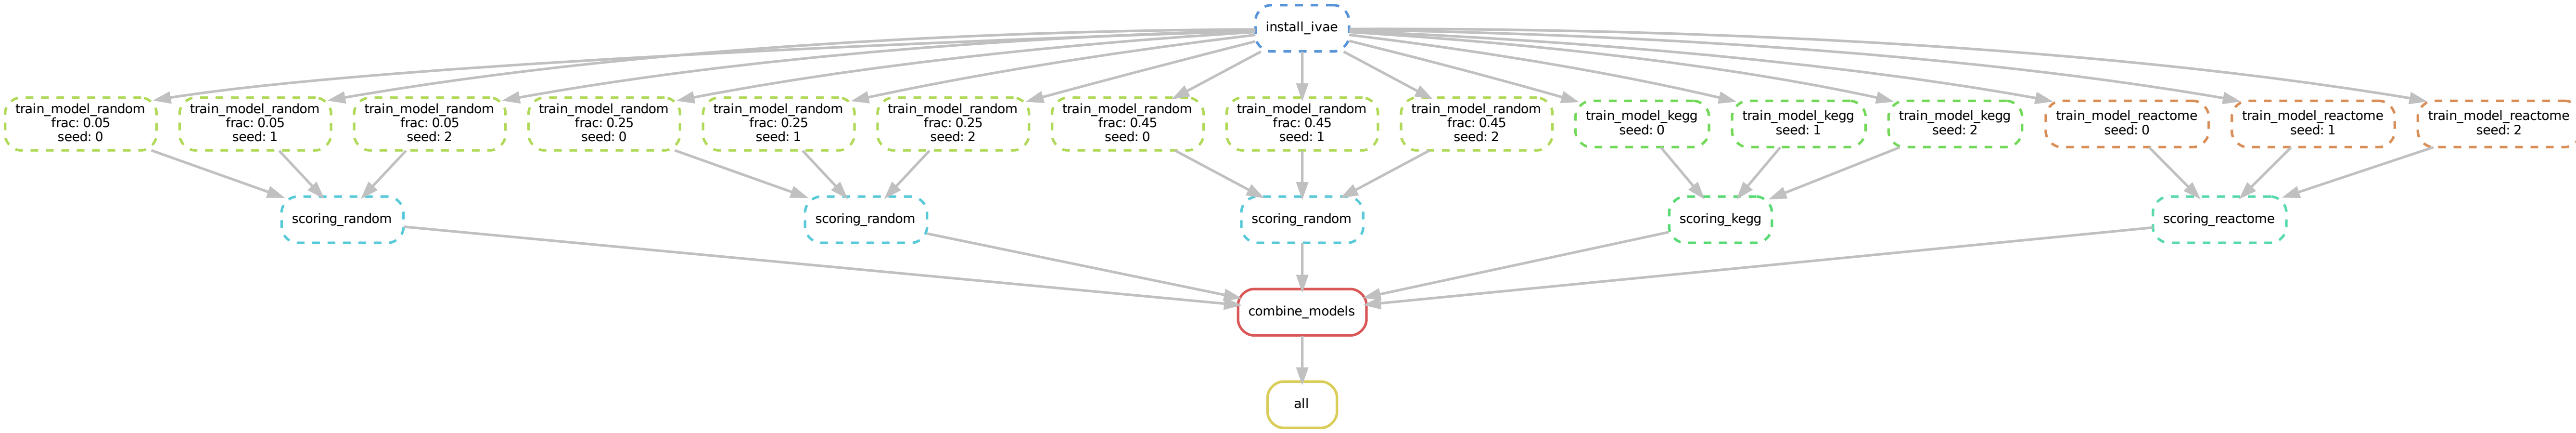 install_ivae
train_model_random
frac: 0.05
seed: 0
train_model_random
frac: 0.05
seed: 1
train_model_random
frac: 0.05
seed: 2
train_model_random
frac: 0.25
seed: 0
train_model_random
frac: 0.25
seed: 1
train_model_random
frac: 0.25
seed: 2
train_model_random
frac: 0.45
seed: 0
train_model_random
frac: 0.45
seed: 1
train_model_random
frac: 0.45
seed: 2
train_model_kegg
seed: 0
train_model_kegg
seed: 1
train_model_kegg
seed: 2
train_model_reactome
seed: 0
train_model_reactome
seed: 1
train_model_reactome
seed: 2
scoring_random
scoring_random
scoring_random
scoring_kegg
scoring_reactome
combine_models
all